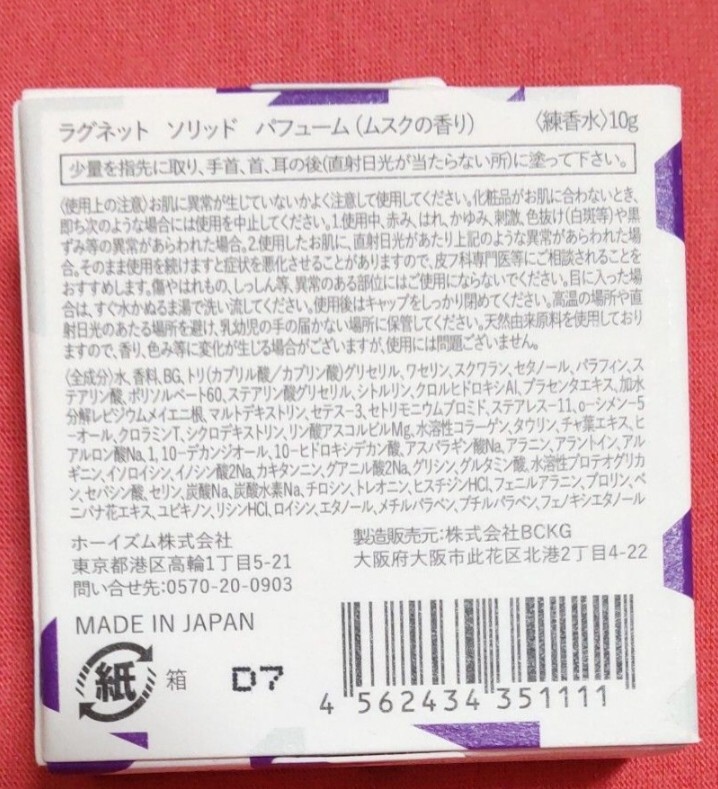 ラグネット ソリッド パフューム(ムスクの香り) 〈練香水〉10g
少量を指先に取り、手首、首、耳の後(直射日光が当たらない所)に塗って下さい。
〈使用上の注意〉お肌に異常が生じていないかよく注意して使用してください。化粧品がお肌に合わないとき、
即ち次のような場合には使用を中止してください。1.使用中、赤み、はれ、かゆみ、刺激、色抜け(白斑等)や黒
ずみ等の異常があらわれた場合。2.使用したお肌に、直射日光があたり上記のような異常があらわれた場
合。そのまま使用を続けますと症状を悪化させることがありますので、皮フ科専門医等にご相談されることを
おすすめします。傷やはれもの、しっしん等、異常のある部位にはご使用にならないでください。目に入った場
合は、すぐ水かぬるま湯で洗い流してください。使用後はキャップをしっかり閉めてください。高温の場所や直
射日光のあたる場所を避け、乳幼児の手の届かない場所に保管してください。天然由来原料を使用しており
ますので、香り、色み等に変化が生じる場合がございますが、使用には問題ございません。
〈全成分〉水、香料、BG、トリ(カプリル酸/カプリン酸)グリセリル、ワセリン、スクワラン、セタノール、パラフィン、ス
テアリン酸、ポリソルベート60、ステアリン酸グリセリル、シトルリン、クロルヒドロキシAl、プラセンタエキス、加水
分解レピジウムメイエニ根、マルトデキストリン、セテス-3、セトリモニウムブロミド、ステアレス-11、o-シメン-5
-オール、クロラミンT、シクロデキストリン、リン酸アスコルビルMg、水溶性コラーゲン、タウリン、チャ葉エキス、ヒ
アルロン酸Na、1,10-デカンジオール、10-ヒドロキシデカン酸、アスパラギン酸Na、アラニン、アラントイン、アル
ギニン、イソロイシン、イノシン酸2Na、カキタンニン、グアニル酸2Na、グリシン、グルタミン酸、水溶性プロテオグリカ
ン、セバシン酸、セリン、炭酸Na、炭酸水素Na、チロシン、トレオニン、ヒスチジンHCl、フェニルアラニン、プロリン、ベ
ニバナ花エキス、ユビキノン、リシンHCl、ロイシン、エタノール、メチルパラベン、プチルパラベン、フェノキシエタノール
ホーイズム株式会社
東京都港区高輪1丁目5-21
問い合せ先:0570-20-0903
製造販売元:株式会社BCKG
大阪府大阪市此花区北港2丁目4-22
MADE IN JAPAN
紙 箱 D7
4 562434 351111